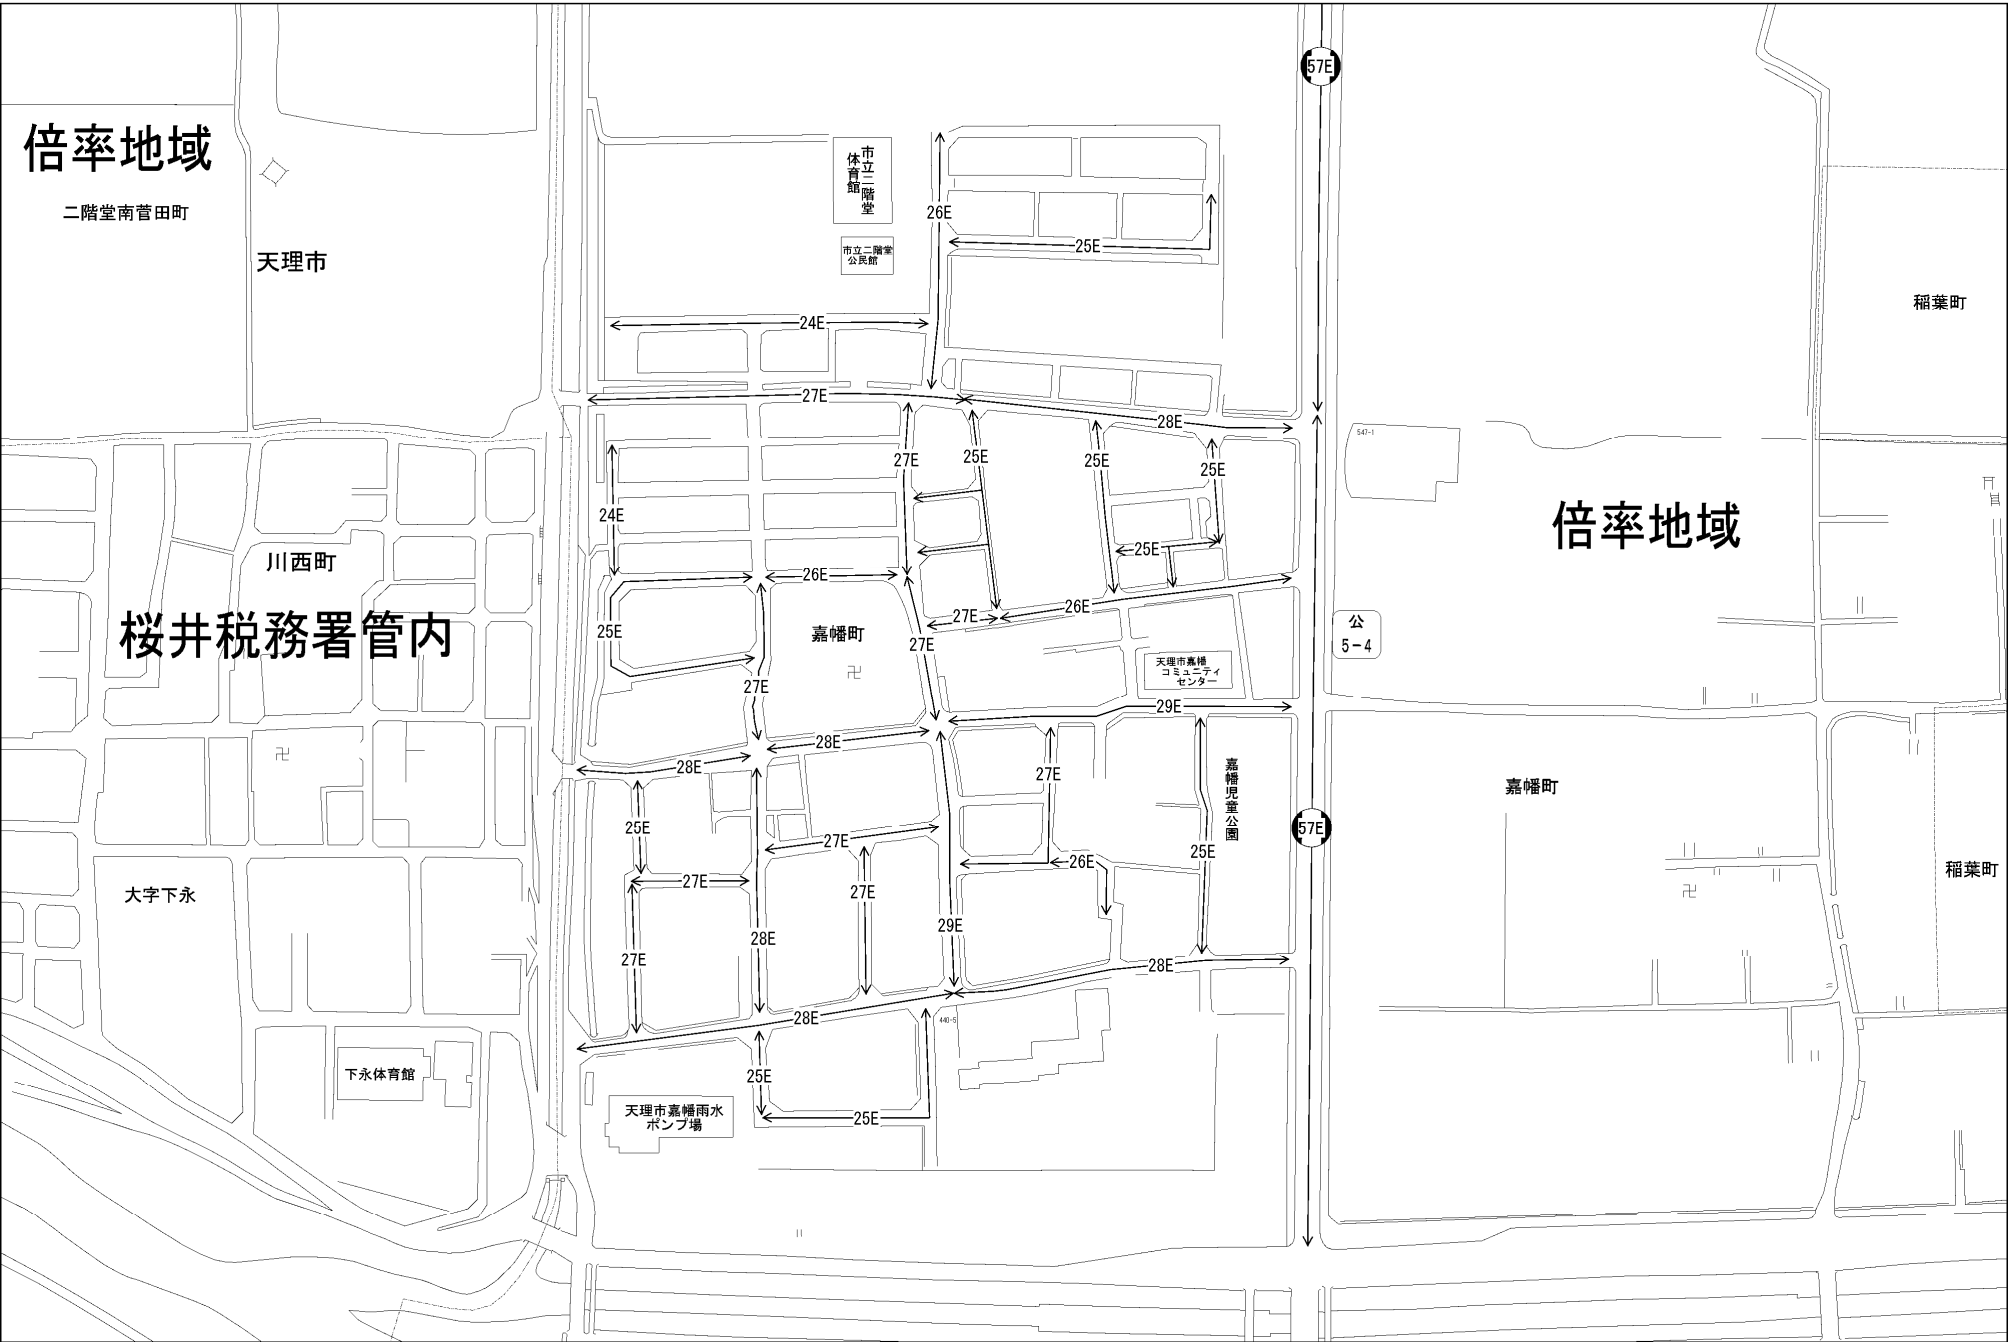 57E
倍率地域
二階堂南菅田町
天理市
市立二階堂
体育館
市立二階堂
公民館
26E
25E
稲葉町
24E
27E
28E
547-1
27E
25E
25E
25E
24E
倍率地域
川西町
25E
26E
桜井税務署管内
25E
嘉幡町
27E
27E
26E
公
5-4
天理市嘉幡
コミュニティ
センター
27E
29E
28E
28E
27E
嘉幡児童公園
嘉幡町
25E
27E
57E
26E
25E
稲葉町
27E
27E
大字下永
28E
29E
27E
28E
28E
440-5
下永体育館
25E
天理市嘉幡雨水
ポンプ場
25E